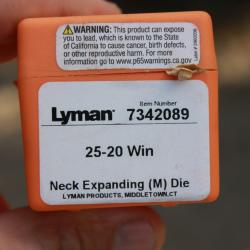 WARNING: This product can expose
you to lead, which is known to the State
of California to cause cancer, birth defects,
or other reproductive harm. For more
information go to www.p65warnings.ca.gov
Lyman®
Item Number
7342089
25-20 Win
Neck Expanding (M) Die
LYMAN PRODUCTS, MIDDLETOWN, CT